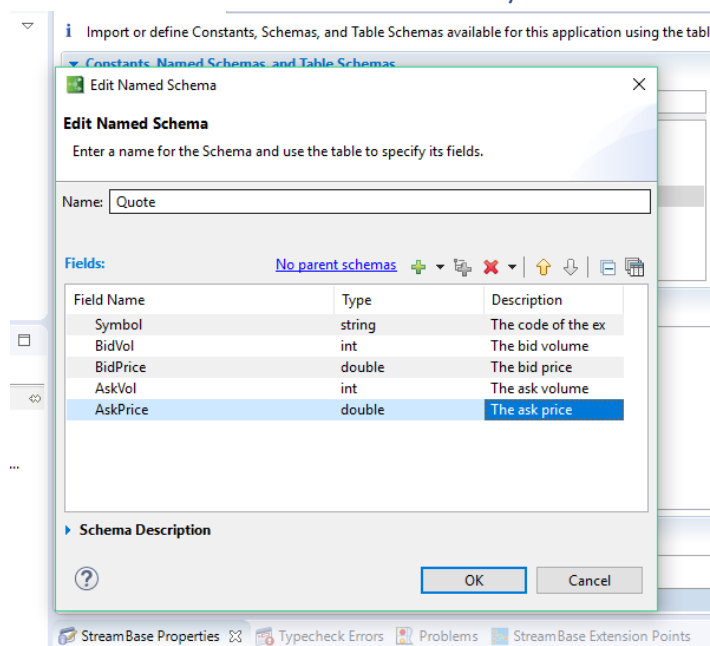 i Import or define Constants, Schemas, and Table Schemas available for this application using the tabl
Constants, Named Schemas, and Table Schemas
Edit Named Schema
Edit Named Schema
Enter a name for the Schema and use the table to specify its fields.
Name: Quote
Fields: No parent schemas
Field Name Type Description
Symbol string The code of the ex
BidVol int The bid volume
BidPrice double The bid price
AskVol int The ask volume
AskPrice double The ask price
...
Schema Description
? OK Cancel
StreamBase Properties Typecheck Errors Problems StreamBase Extension Points